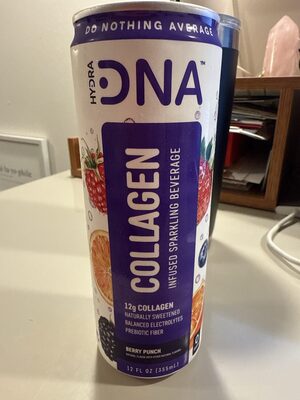 DO NOTHING AVERAGE
HYDRA
DNA™
COLLAGEN
INFUSED SPARKLING BEVERAGE
12g COLLAGEN
NATURALLY SWEETENED
BALANCED ELECTROLYTES
PREBIOTIC FIBER
BERRY PUNCH
12 FL OZ (355mL)